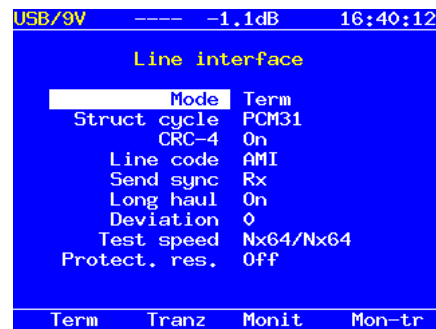 USB/9V ---- -1.1dB 16:40:12
Line interface
Mode Term
Struct cycle PCM31
CRC-4 On
Line code AMI
Send sync Rx
Long haul On
Deviation 0
Test speed Nx64/Nx64
Protect. res. Off
Term Tranz Monit Mon-tr